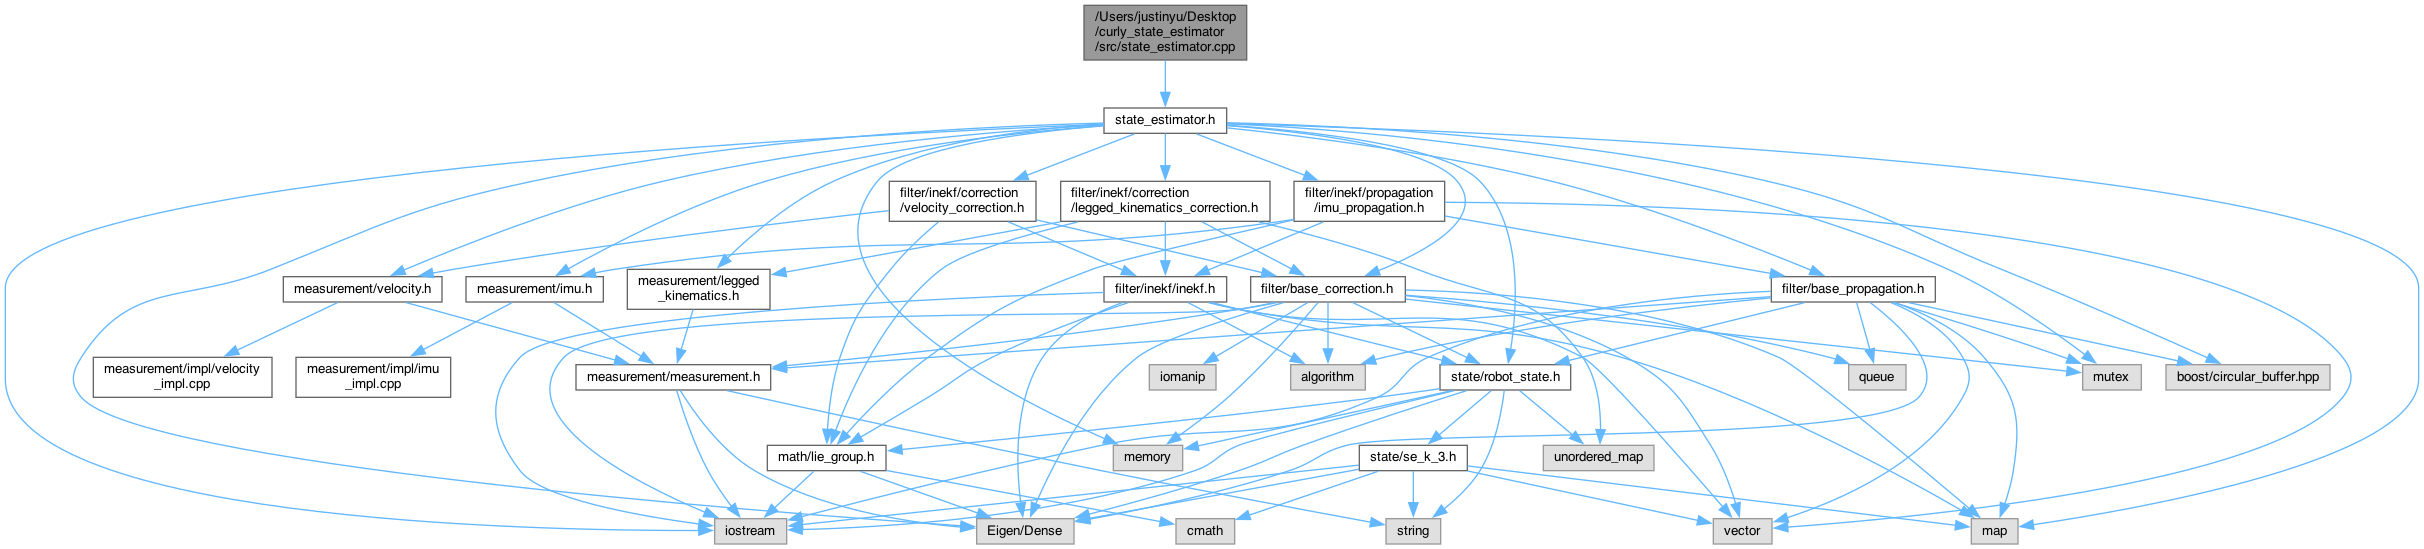 /Users/justinyu/Desktop
/curly_state_estimator
/src/state_estimator.cpp
state_estimator.h
filter/inekf/correction
/velocity_correction.h
filter/inekf/correction
/legged_kinematics_correction.h
filter/inekf/propagation
/imu_propagation.h
measurement/velocity.h
measurement/imu.h
measurement/legged
_kinematics.h
filter/inekf/inekf.h
filter/base_correction.h
filter/base_propagation.h
measurement/impl/velocity
_impl.cpp
measurement/impl/imu
_impl.cpp
measurement/measurement.h
iomanip
algorithm
state/robot_state.h
queue
mutex
boost/circular_buffer.hpp
math/lie_group.h
memory
state/se_k_3.h
unordered_map
iostream
Eigen/Dense
cmath
string
vector
map